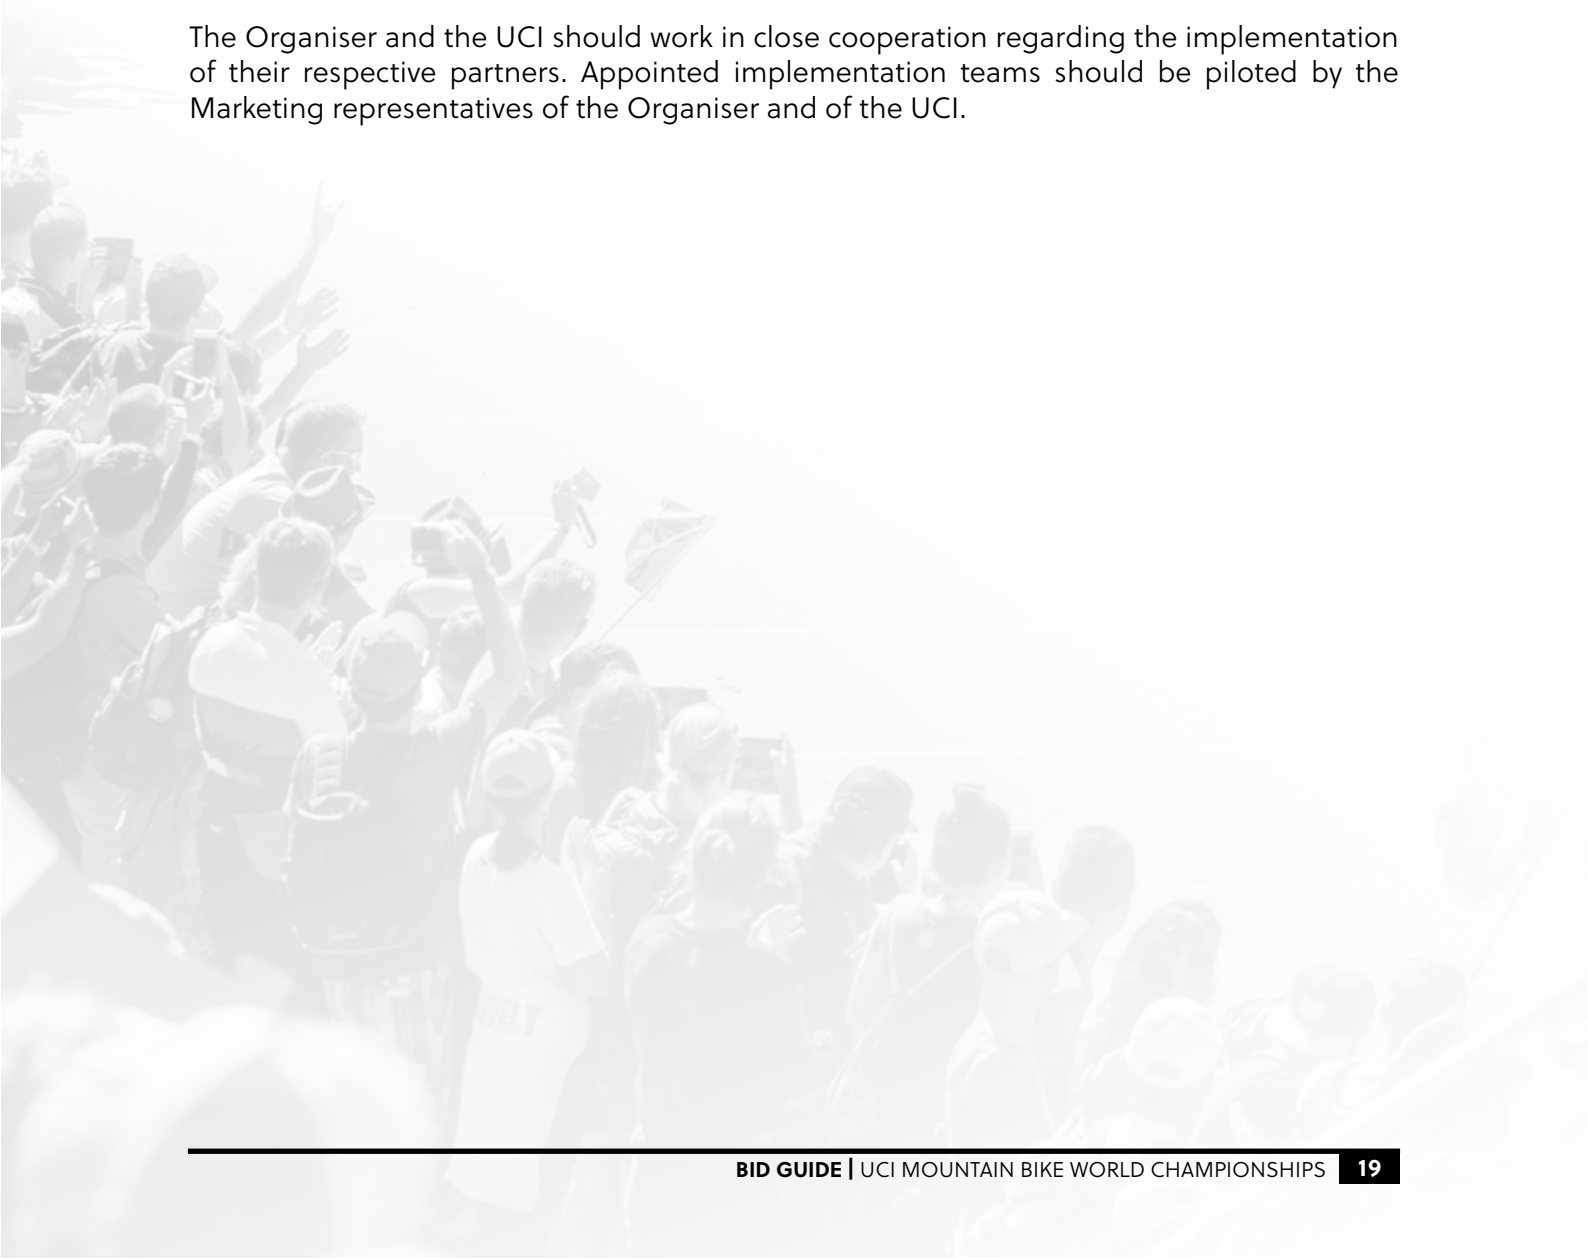 The Organiser and the UCI should work in close cooperation regarding the implementation
of their respective partners. Appointed implementation teams should be piloted by the
Marketing representatives of the Organiser and of the UCI.
BID GUIDE | UCI MOUNTAIN BIKE WORLD CHAMPIONSHIPS 19